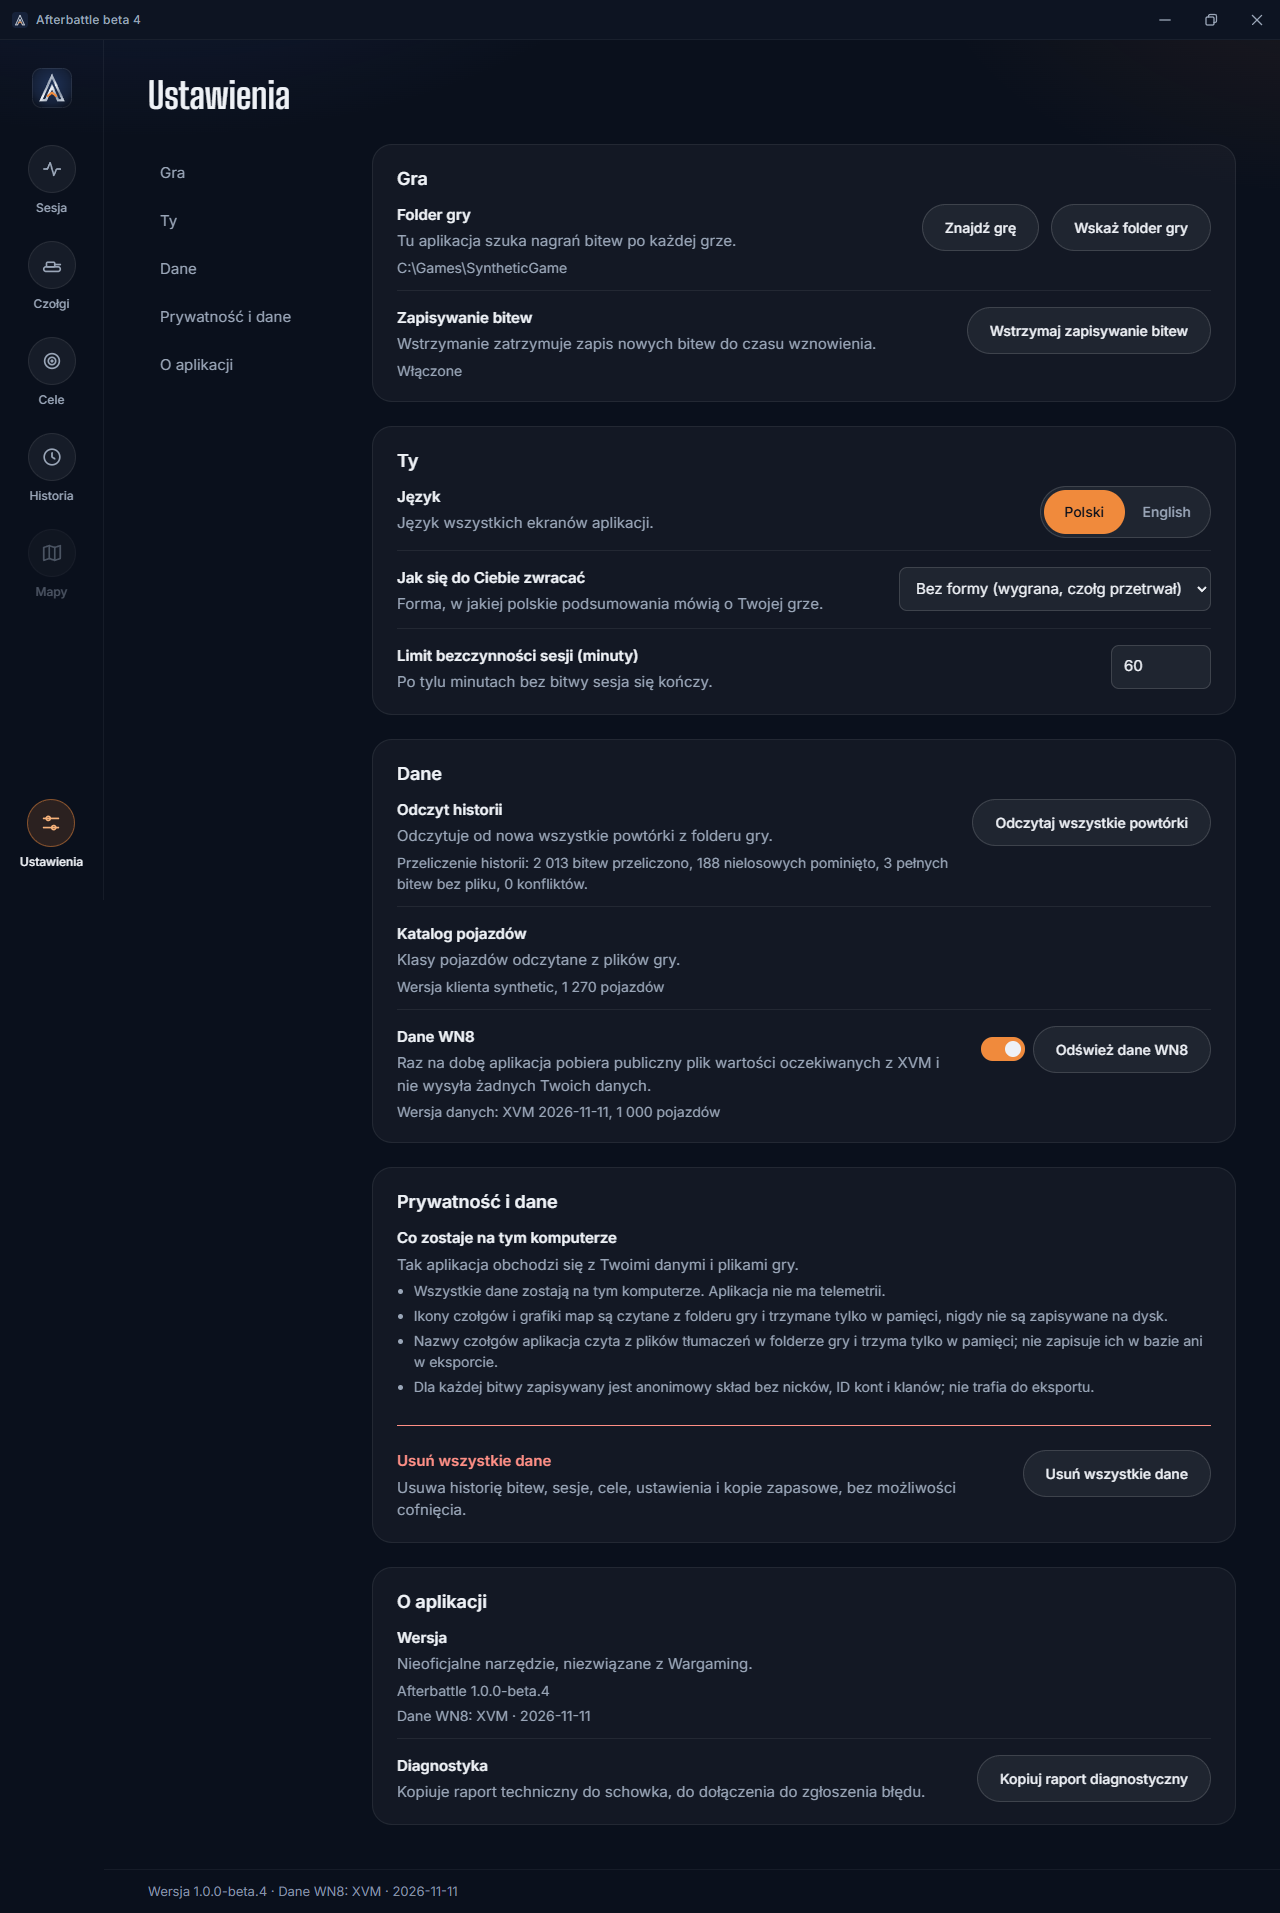 Afterbattle beta 4
Ustawienia
Sesja
Czołgi
Cele
Historia
Mapy
Ustawienia
Gra
Ty
Dane
Prywatność i dane
O aplikacji
Gra
Folder gry
Tu aplikacja szuka nagrań bitew po każdej grze.
C:\Games\SyntheticGame
Znajdź grę
Wskaż folder gry
Zapisywanie bitew
Wstrzymanie zatrzymuje zapis nowych bitew do czasu wznowienia.
Włączone
Wstrzymaj zapisywanie bitew
Ty
Język
Język wszystkich ekranów aplikacji.
Polski
English
Jak się do Ciebie zwracać
Forma, w jakiej polskie podsumowania mówią o Twojej grze.
Bez formy (wygrana, czołg przetrwał)
Limit bezczynności sesji (minuty)
Po tylu minutach bez bitwy sesja się kończy.
60
Dane
Odczyt historii
Odczytuje od nowa wszystkie powtórki z folderu gry.
Przeliczenie historii: 2 013 bitew przeliczono, 188 nielosowych pominięto, 3 pełnych
bitew bez pliku, 0 konfliktów.
Odczytaj wszystkie powtórki
Katalog pojazdów
Klasy pojazdów odczytane z plików gry.
Wersja klienta synthetic, 1 270 pojazdów
Dane WN8
Raz na dobę aplikacja pobiera publiczny plik wartości oczekiwanych z XVM i
nie wysyła żadnych Twoich danych.
Wersja danych: XVM 2026-11-11, 1 000 pojazdów
Odśwież dane WN8
Prywatność i dane
Co zostaje na tym komputerze
Tak aplikacja obchodzi się z Twoimi danymi i plikami gry.
• Wszystkie dane zostają na tym komputerze. Aplikacja nie ma telemetrii.
• Ikony czołgów i grafiki map są czytane z folderu gry i trzymane tylko w pamięci, nigdy nie są zapisywane na dysk.
• Nazwy czołgów aplikacja czyta z plików tłumaczeń w folderze gry i trzyma tylko w pamięci; nie zapisuje ich w bazie ani
w eksporcie.
• Dla każdej bitwy zapisywany jest anonimowy skład bez nicków, ID kont i klanów; nie trafia do eksportu.
Usuń wszystkie dane
Usuwa historię bitew, sesje, cele, ustawienia i kopie zapasowe, bez możliwości
cofnięcia.
Usuń wszystkie dane
O aplikacji
Wersja
Nieoficjalne narzędzie, niezwiązane z Wargaming.
Afterbattle 1.0.0-beta.4
Dane WN8: XVM · 2026-11-11
Diagnostyka
Kopiuje raport techniczny do schowka, do dołączenia do zgłoszenia błędu.
Kopiuj raport diagnostyczny
Wersja 1.0.0-beta.4 · Dane WN8: XVM · 2026-11-11